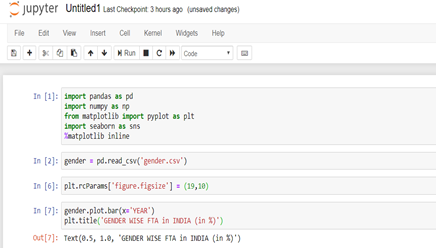 jupyter Untitled1 Last Checkpoint: 3 hours ago (unsaved changes)
File Edit View Insert Cell Kernel Widgets Help
Run Code
In [1]: import pandas as pd
import numpy as np
from matplotlib import pyplot as plt
import seaborn as sns
%matplotlib inline
In [2]: gender = pd.read_csv('gender.csv')
In [6]: plt.rcParams['figure.figsize'] = (19,10)
In [7]: gender.plot.bar(x='YEAR')
plt.title('GENDER WISE FTA in INDIA (in %)')
Out[7]: Text(0.5, 1.0, 'GENDER WISE FTA in INDIA (in %)')